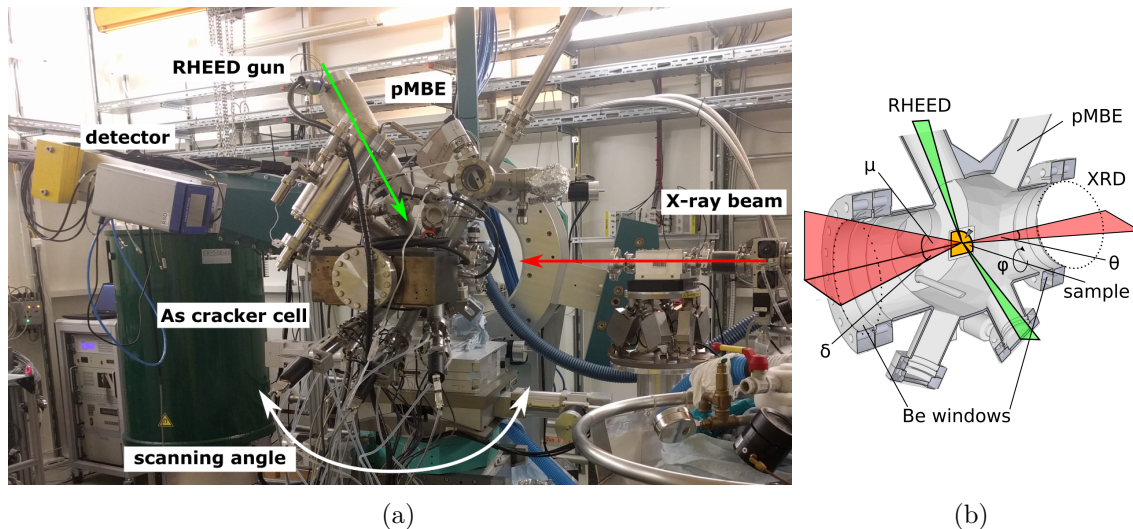 RHEED gun
pMBE
detector
X-ray beam
As cracker cell
scanning angle
(a)
RHEED
pMBE
μ
XRD
θ
φ
sample
δ
Be windows
(b)